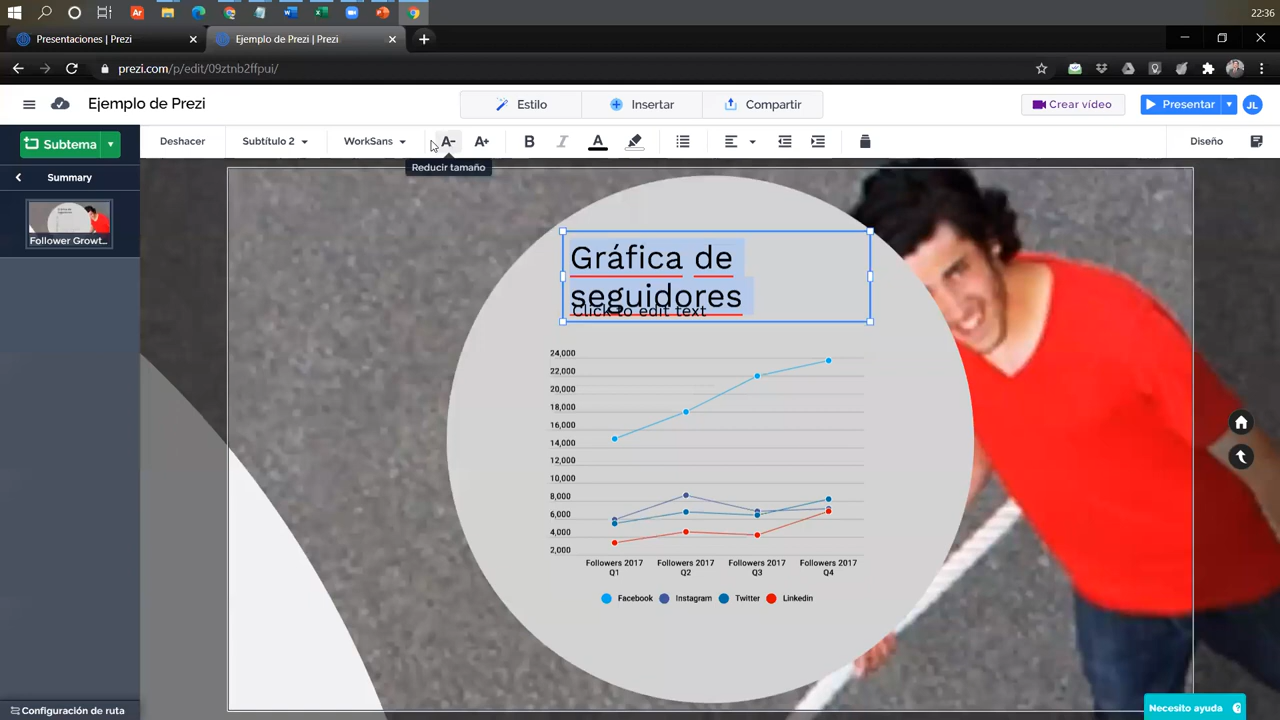 22:36
Presentaciones | Prezi
Ejemplo de Prezi | Prezi
prezi.com/p/edit/09ztnb2ffpui/
Ejemplo de Prezi
Estilo
Insertar
Compartir
Crear vídeo
Presentar
JL
Subtema
Deshacer
Subtítulo 2
WorkSans
A-
A+
B
I
A
Diseño
Reducir tamaño
Summary
Follower Growt...
Gráfica de
seguidores
Click to edit text
24,000
22,000
20,000
18,000
16,000
14,000
12,000
10,000
8,000
6,000
4,000
2,000
Followers 2017 Q1
Followers 2017 Q2
Followers 2017 Q3
Followers 2017 Q4
Facebook
Instagram
Twitter
Linkedin
Configuración de ruta
Necesito ayuda